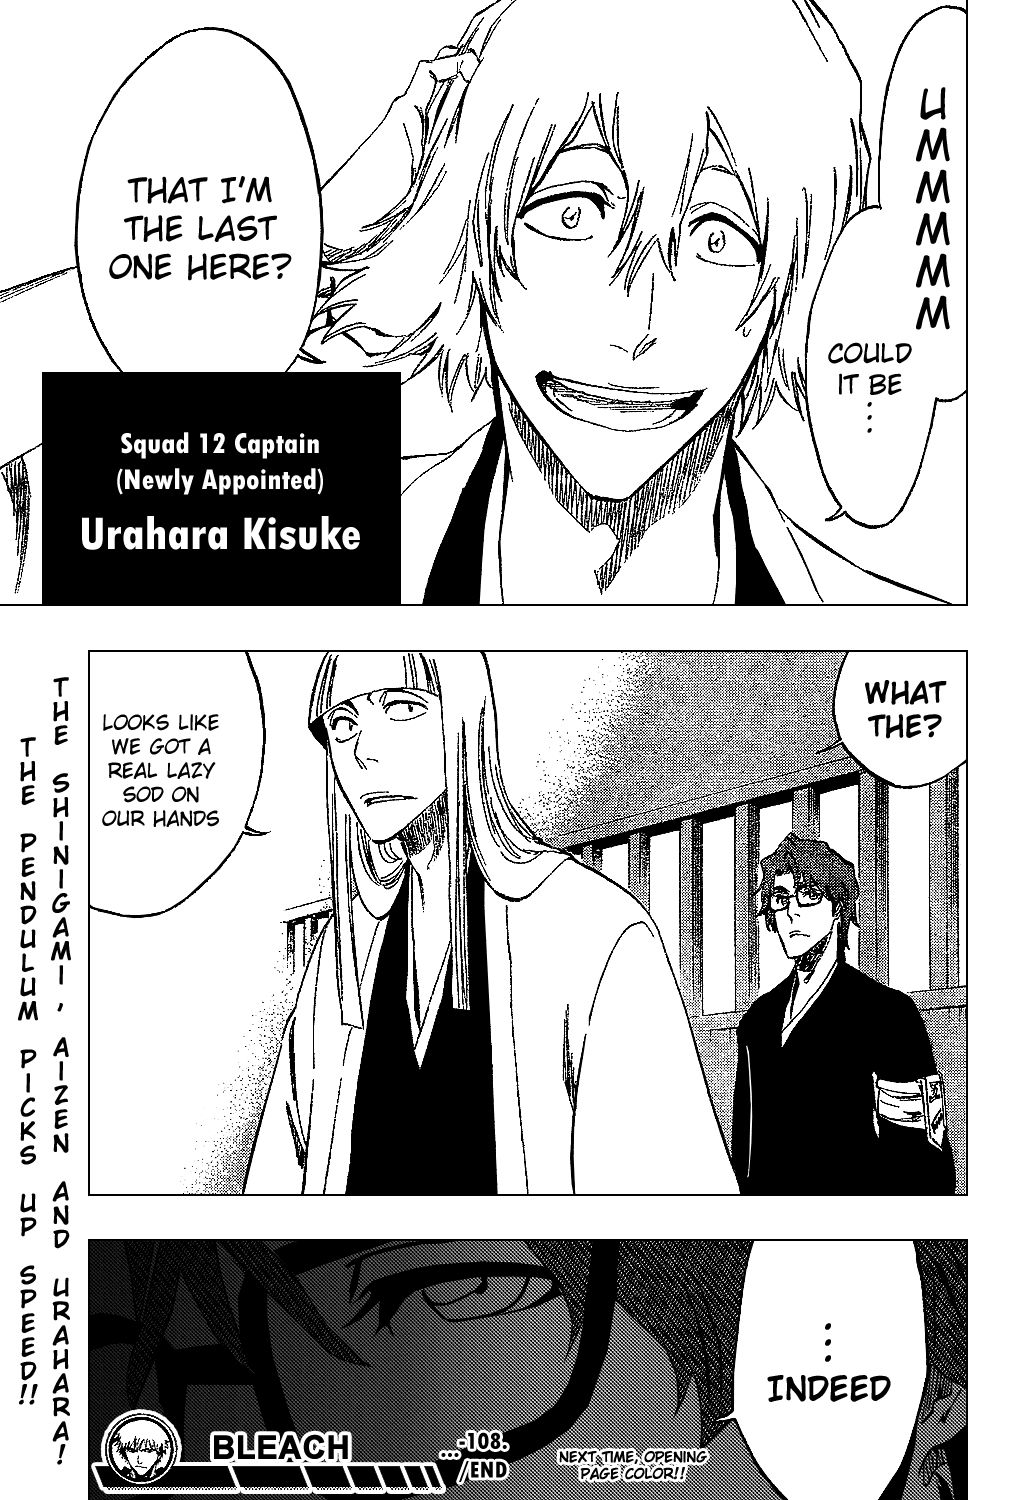 UMMMMM
COULD
IT BE
...
THAT I'M
THE LAST
ONE HERE?
Squad 12 Captain
(Newly Appointed)
Urahara Kisuke
WHAT
THE?
LOOKS LIKE
WE GOT A
REAL LAZY
SOD ON
OUR HANDS
...
INDEED
THE SHINIGAMI, AIZEN AND URAHARA!
THE PENDULUM PICKS UP SPEED!!
BLEACH
...-108.
/END
NEXT TIME, OPENING
PAGE COLOR!!